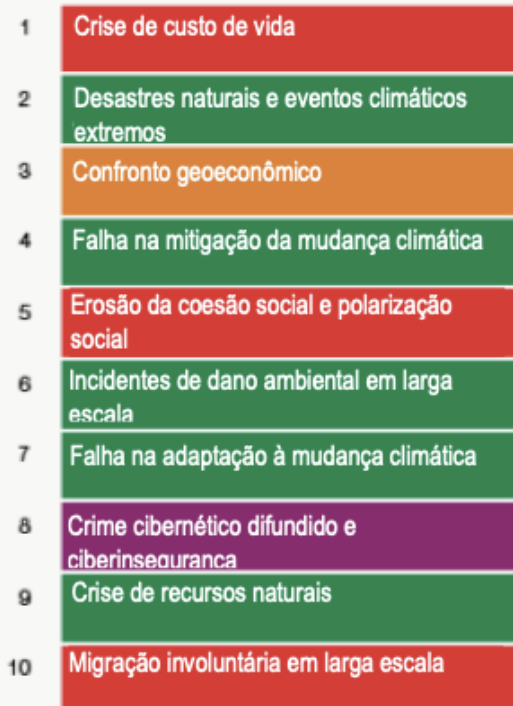 1 Crise de custo de vida
2 Desastres naturais e eventos climáticos
extremos
3 Confronto geoeconômico
4 Falha na mitigação da mudança climática
5 Erosão da coesão social e polarização
social
6 Incidentes de dano ambiental em larga
escala
7 Falha na adaptação à mudança climática
8 Crime cibernético difundido e
ciberinsegurança
9 Crise de recursos naturais
10 Migração involuntária em larga escala